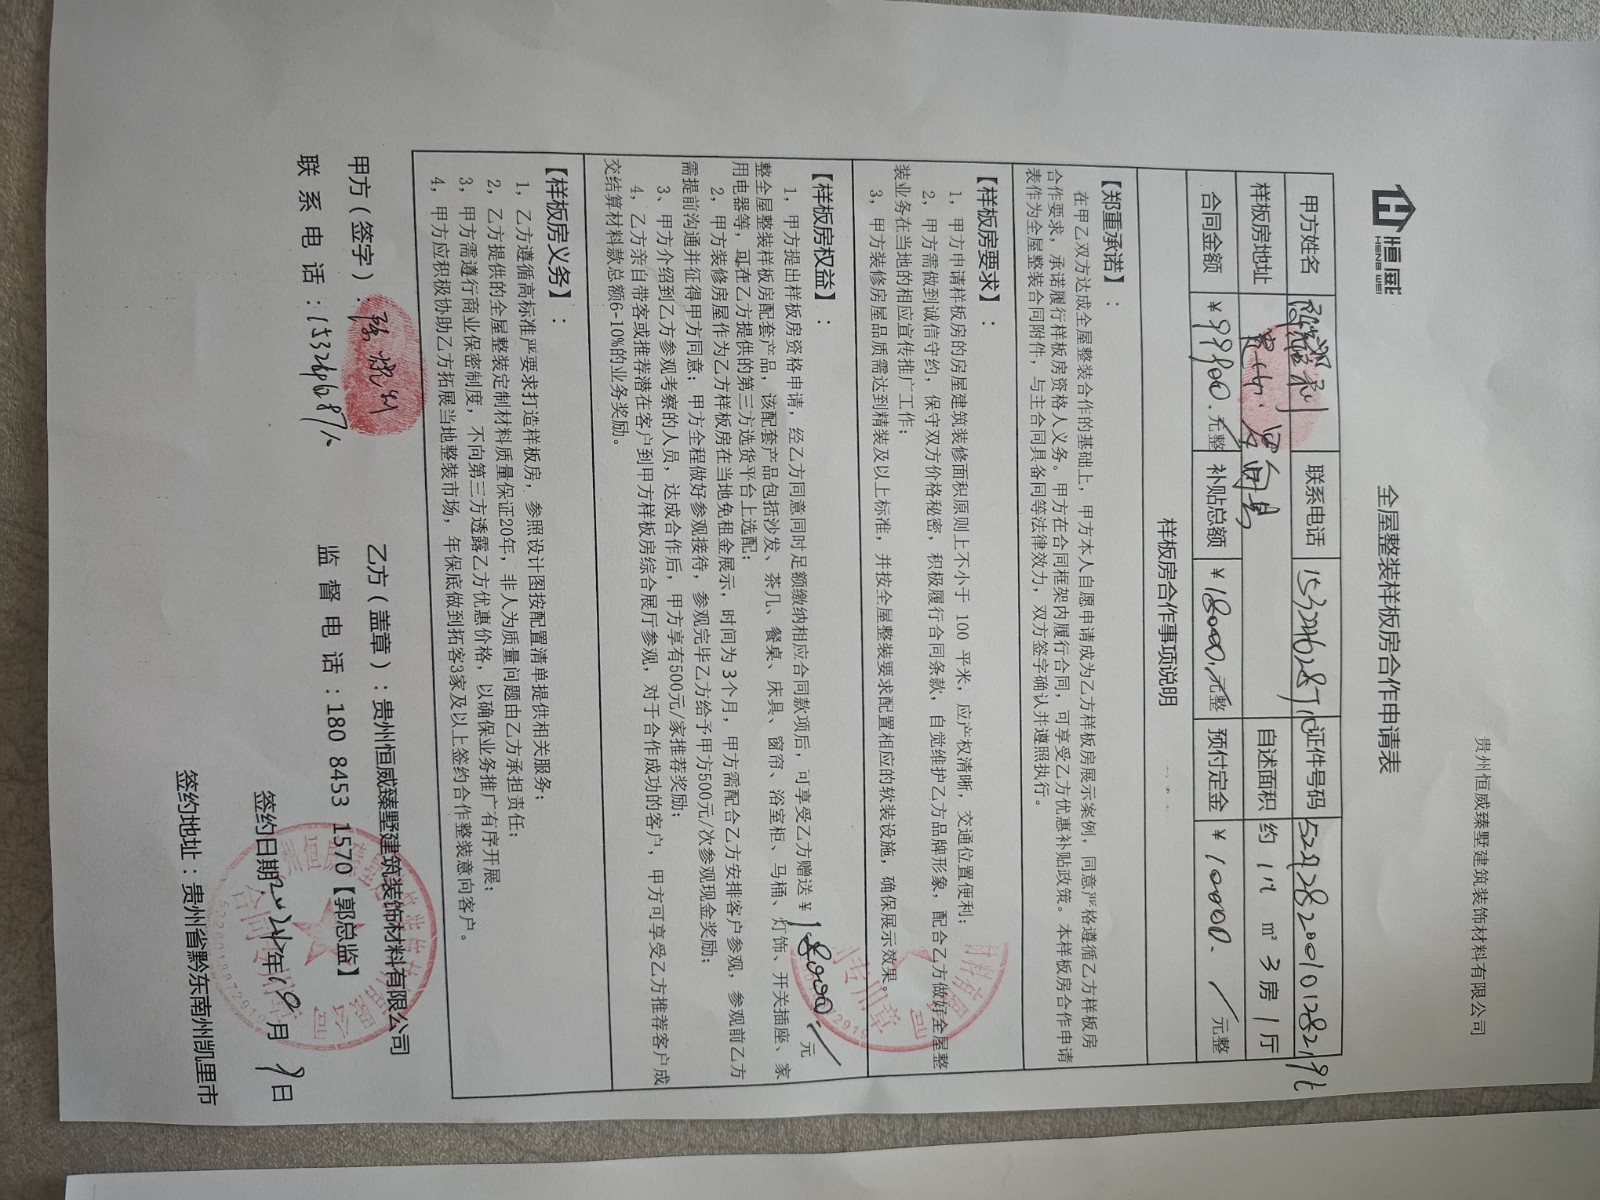 恒威
HENG WEI
贵州恒威臻墅建筑装饰材料有限公司
全屋整装样板房合作申请表
甲方姓名 联系电话 证件号码
样板房地址 自述面积 约 m² 3 房 1 厅
合同金额 ￥99800. 元整 补贴总额 ￥18000. 元整 预付定金 ￥10000. 元整
样板房合作事项说明
【郑重承诺】：
在甲乙双方达成全屋整装合作的基础上，甲方本人自愿申请成为乙方样板房展示案例，同意严格遵循乙方样板房
合作要求，承诺履行样板房资格人义务。甲方在合同框架内履行合同，可享受乙方优惠补贴政策。本样板房合作申请
表作为全屋整装合同附件，与主合同具备同等法律效力，双方签字确认并遵照执行。
【样板房要求】：
1，甲方申请样板房的房屋建筑装修面积原则上不小于 100 平米，应产权清晰，交通位置便利；
2，甲方需做到诚信守约，保守双方价格秘密，积极履行合同条款，自觉维护乙方品牌形象，配合乙方做好全屋整
装业务在当地的相应宣传推广工作；
3，甲方装修房屋品质需达到精装及以上标准，并按全屋整装要求配置相应的软装设施，确保展示效果。
【样板房权益】：
1，甲方提出样板房资格申请，经乙方同意同时足额缴纳相应合同款项后，可享受乙方赠送￥18000. 元
整全屋整装样板房配套产品，该配套产品包括沙发、茶几、餐桌、床具、窗帘、浴室柜、马桶、灯饰、开关插座、家
用电器等，可在乙方提供的第三方选货平台上选配；
2，甲方装修房屋作为乙方样板房在当地免租金展示，时间为3个月，甲方需配合乙方安排客户参观，参观前乙方
需提前沟通并征得甲方同意；甲方全程做好参观接待，参观完毕乙方给予甲方500元/次参观现金奖励；
3，甲方介绍到乙方参观考察的人员，达成合作后，甲方享有500元/家推荐奖励；
4，乙方亲自带客或推荐潜在客户到甲方样板房综合展厅参观，对于合作成功的客户，甲方可享受乙方推荐客户成
交结算材料款总额6-10%的业务奖励。
【样板房义务】：
1，乙方遵循高标准严要求打造样板房，参照设计图按配置清单提供相关服务；
2，乙方提供的全屋整装定制材料质量保证20年，非人为质量问题由乙方承担责任；
3，甲方需遵行商业保密制度，不向第三方透露乙方优惠价格，以确保业务推广有序开展；
4，甲方应积极协助乙方拓展当地整装市场，年保底做到拓客3家及以上签约合作整装意向客户。
甲方（签字）： 乙方（盖章）：贵州恒威臻墅建筑装饰材料有限公司
联 系 电 话： 监 督 电 话：180 8453 1570【郭总监】
签约日期：2024年10月9日
签约地址：贵州省黔东南州凯里市